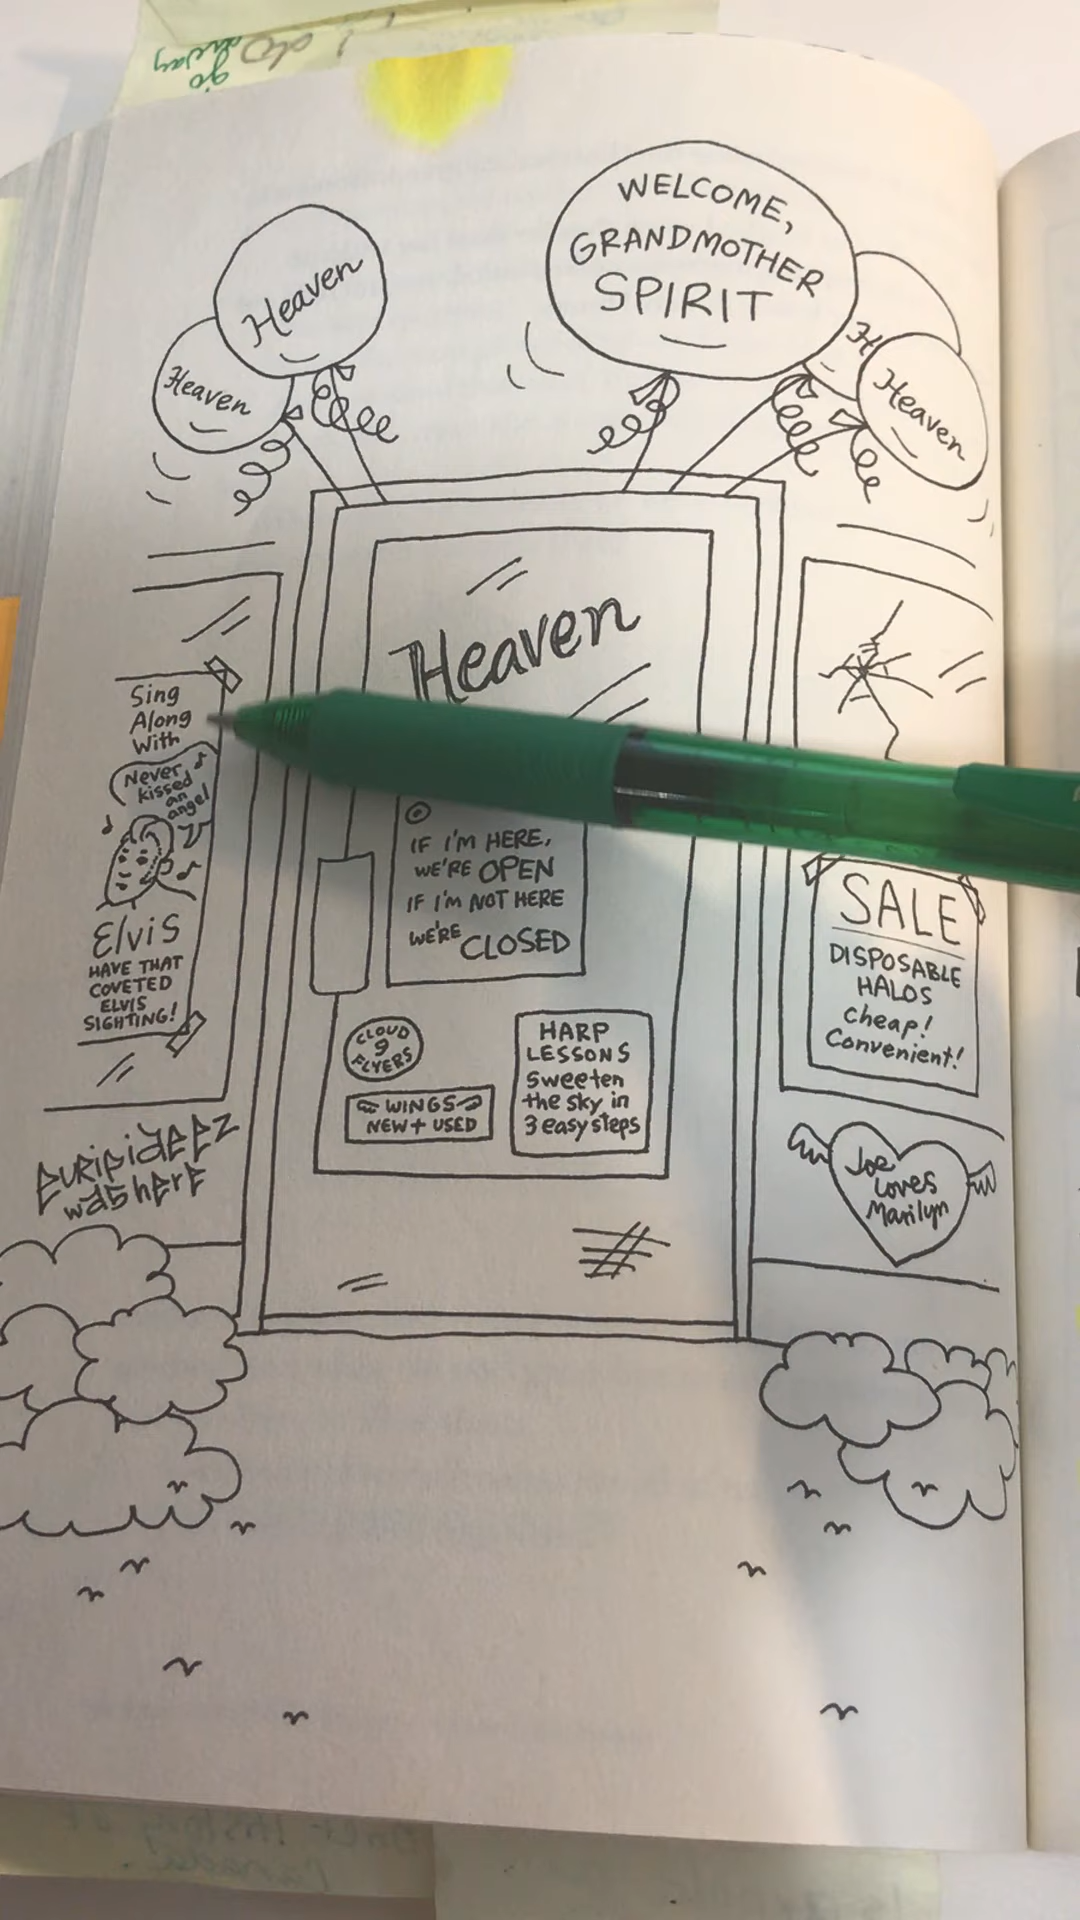 WELCOME,
GRANDMOTHER
SPIRIT
Heaven
Heaven
H
Heaven
Heaven
Sing
Along
With
Never
kissed
an
angel
Elvis
HAVE THAT
COVETED
ELVIS
SIGHTING!
IF I'M HERE,
WE'RE OPEN
IF I'M NOT HERE
WE'RE CLOSED
CLOUD
9
FLYERS
WINGS
NEW + USED
HARP
LESSONS
Sweeten
the sky in
3 easy steps
SALE
DISPOSABLE
HALOS
Cheap!
Convenient!
EURIPIDEEZ
was here
Joe
Loves
Marilyn
go
away